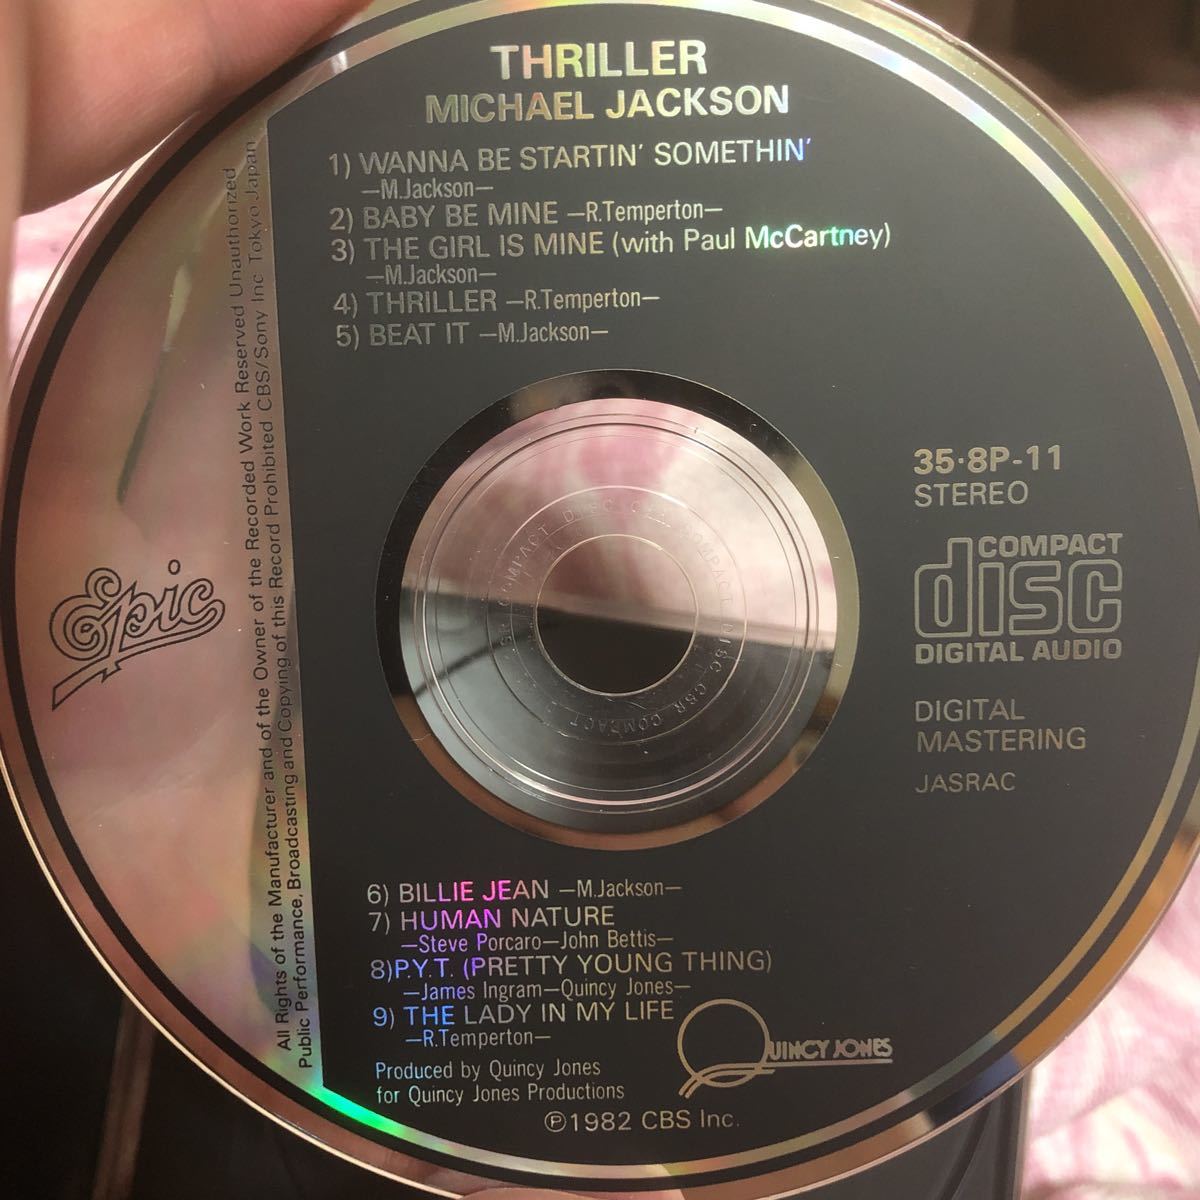 THRILLER
MICHAEL JACKSON
1) WANNA BE STARTIN' SOMETHIN'
—M.Jackson—
2) BABY BE MINE —R.Temperton—
3) THE GIRL IS MINE (with Paul McCartney)
—M.Jackson—
4) THRILLER —R.Temperton—
5) BEAT IT —M.Jackson—
All Rights of the Manufacturer and of the Owner of the Recorded Work Reserved Unauthorized
Public Performance, Broadcasting and Copying of this Record Prohibited CBS/Sony Inc Tokyo Japan
Epic
35·8P-11
STEREO
COMPACT
disc
DIGITAL AUDIO
DIGITAL
MASTERING
JASRAC
COMPACT DISC COMPACT DISC COMPACT
6) BILLIE JEAN —M.Jackson—
7) HUMAN NATURE
—Steve Porcaro—John Bettis—
8)P.Y.T. (PRETTY YOUNG THING)
—James Ingram—Quincy Jones—
9) THE LADY IN MY LIFE
—R.Temperton—
QUINCY JONES
Produced by Quincy Jones
for Quincy Jones Productions
℗1982 CBS Inc.